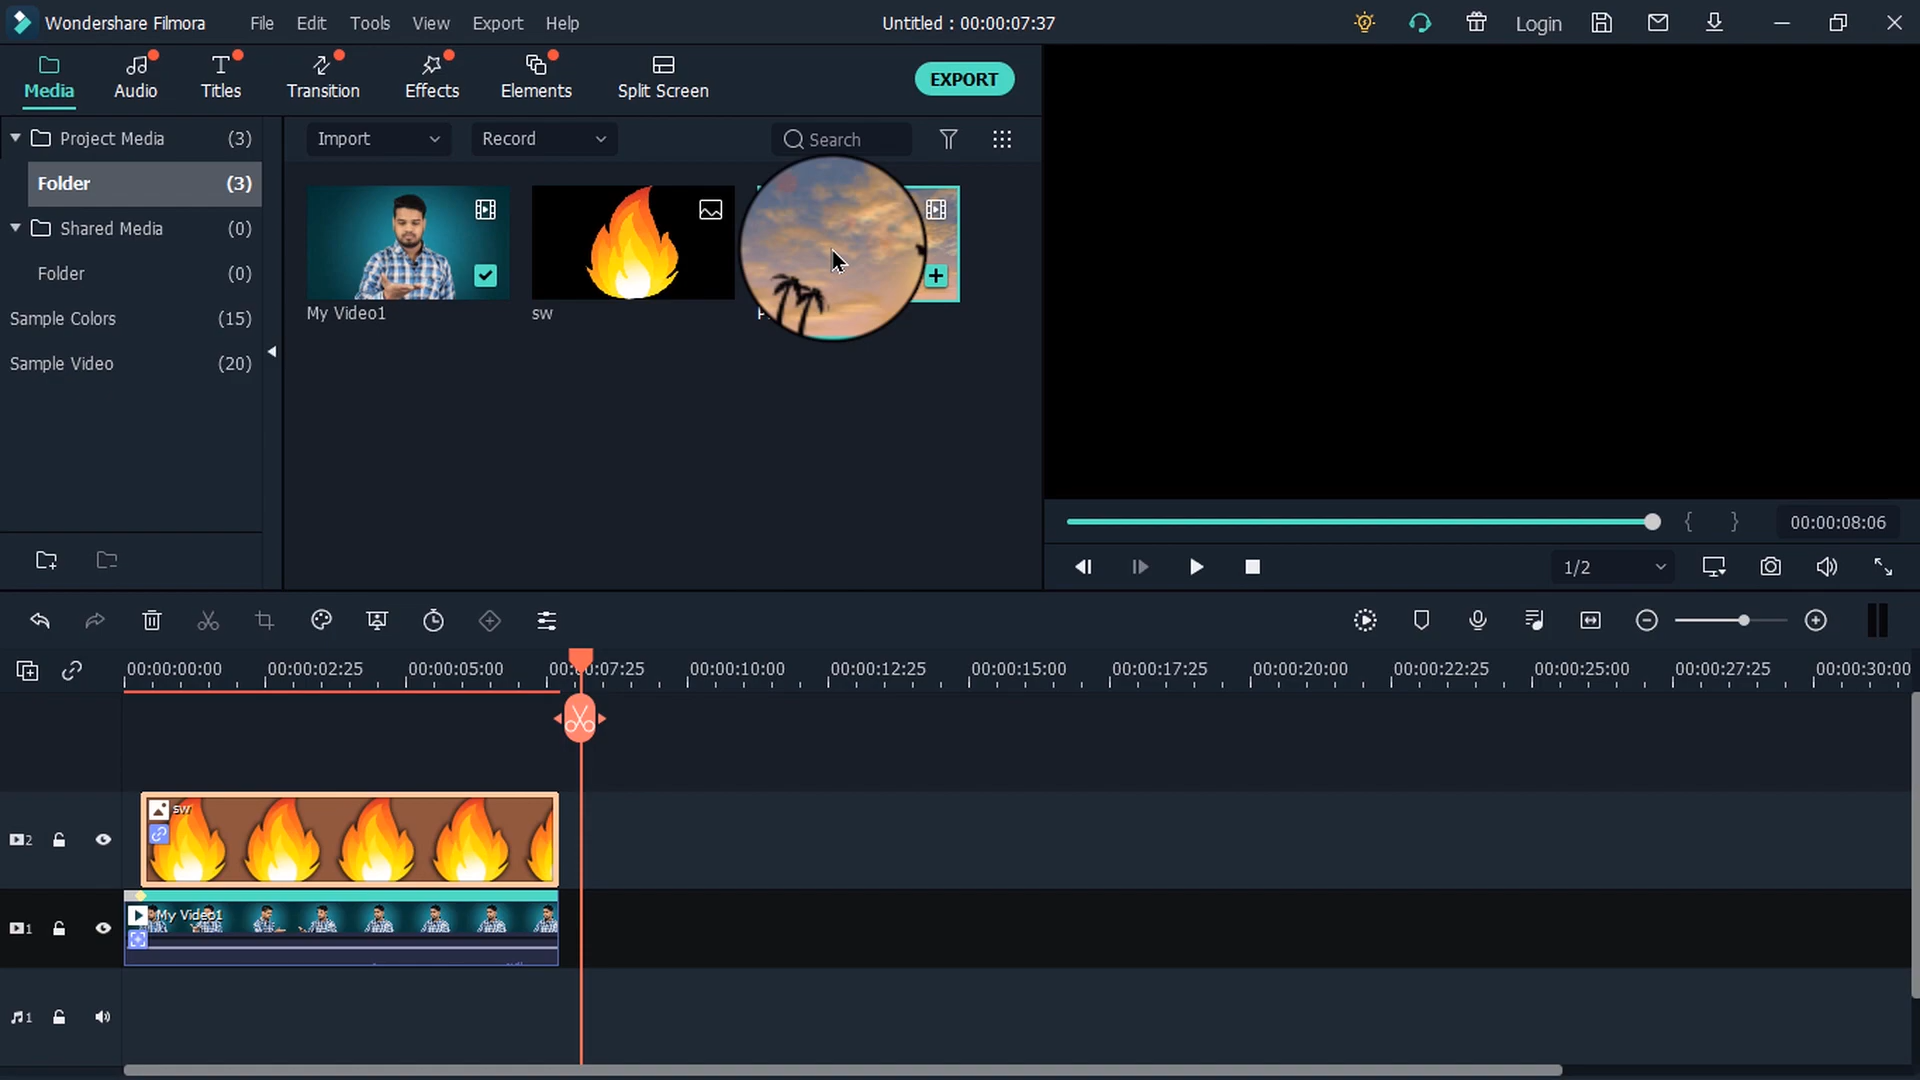 Wondershare Filmora File Edit Tools View Export Help Untitled : 00:00:07:37 Login
Media Audio Titles Transition Effects Elements Split Screen EXPORT
Project Media (3)
Folder (3)
Shared Media (0)
Folder (0)
Sample Colors (15)
Sample Video (20)
Import Record Search
My Video1 sw
00:00:08:06
1/2
00:00:00:00 00:00:02:25 00:00:05:00 00:00:07:25 00:00:10:00 00:00:12:25 00:00:15:00 00:00:17:25 00:00:20:00 00:00:22:25 00:00:25:00 00:00:27:25 00:00:30:00
sw
2
My Video1
1
1